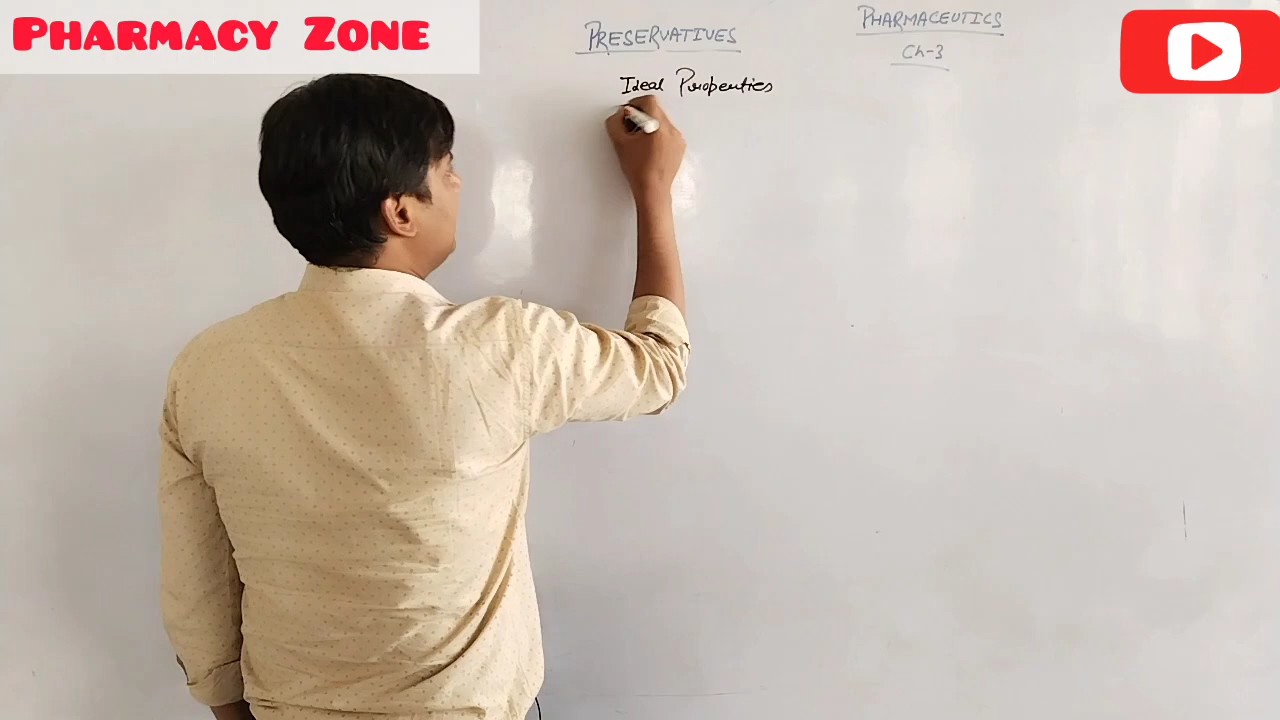 PHARMACY ZONE
PRESERVATIVES
PHARMACEUTICS
Ch-3
Ideal Properties